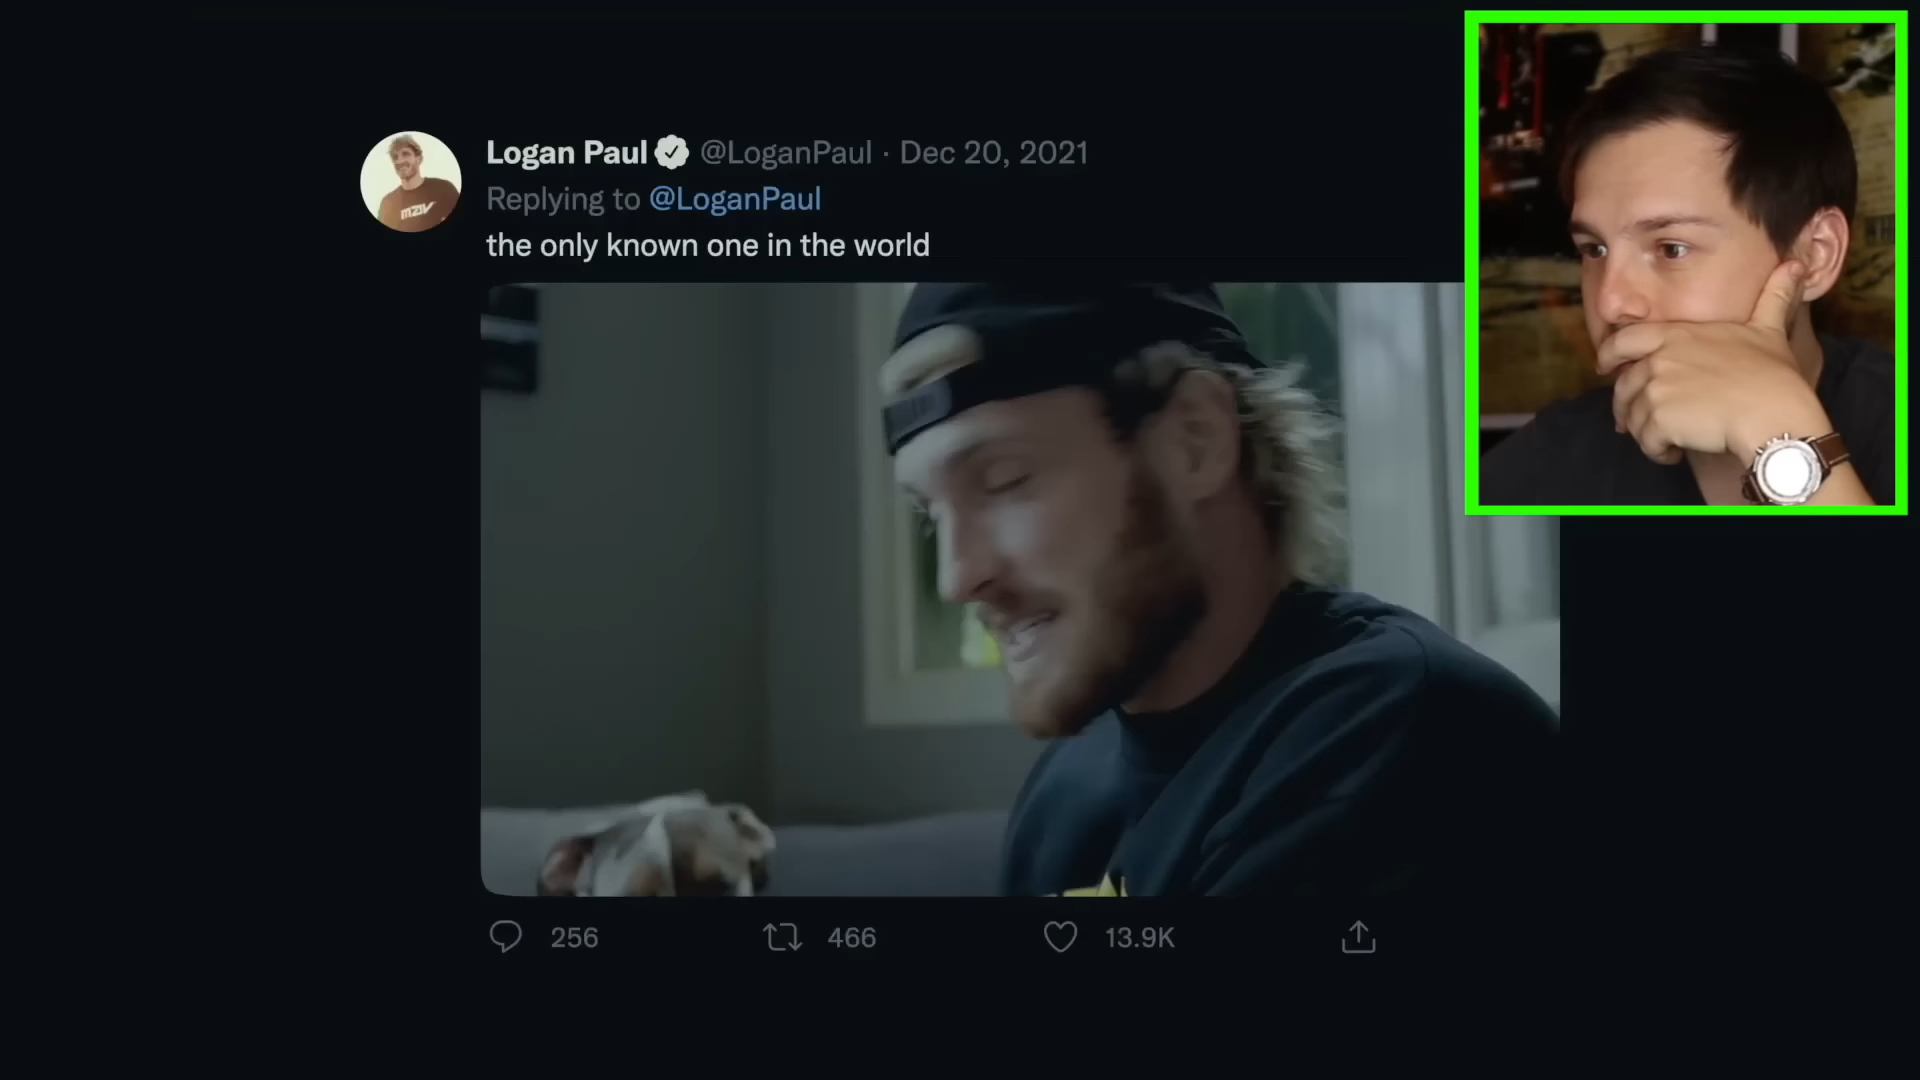 Logan Paul @LoganPaul · Dec 20, 2021
Replying to @LoganPaul
the only known one in the world
256 466 13.9K